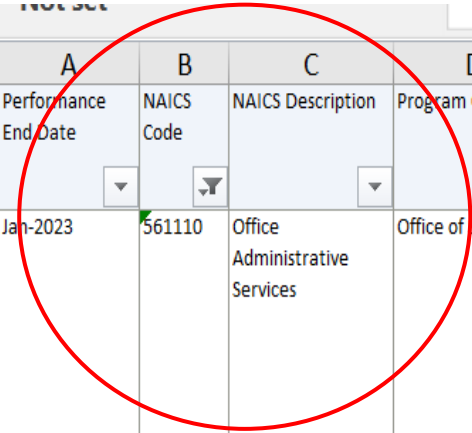 Not set
A B C D
Performance NAICS NAICS Description Program
End Date Code
Jan-2023 561110 Office Office of
Administrative
Services